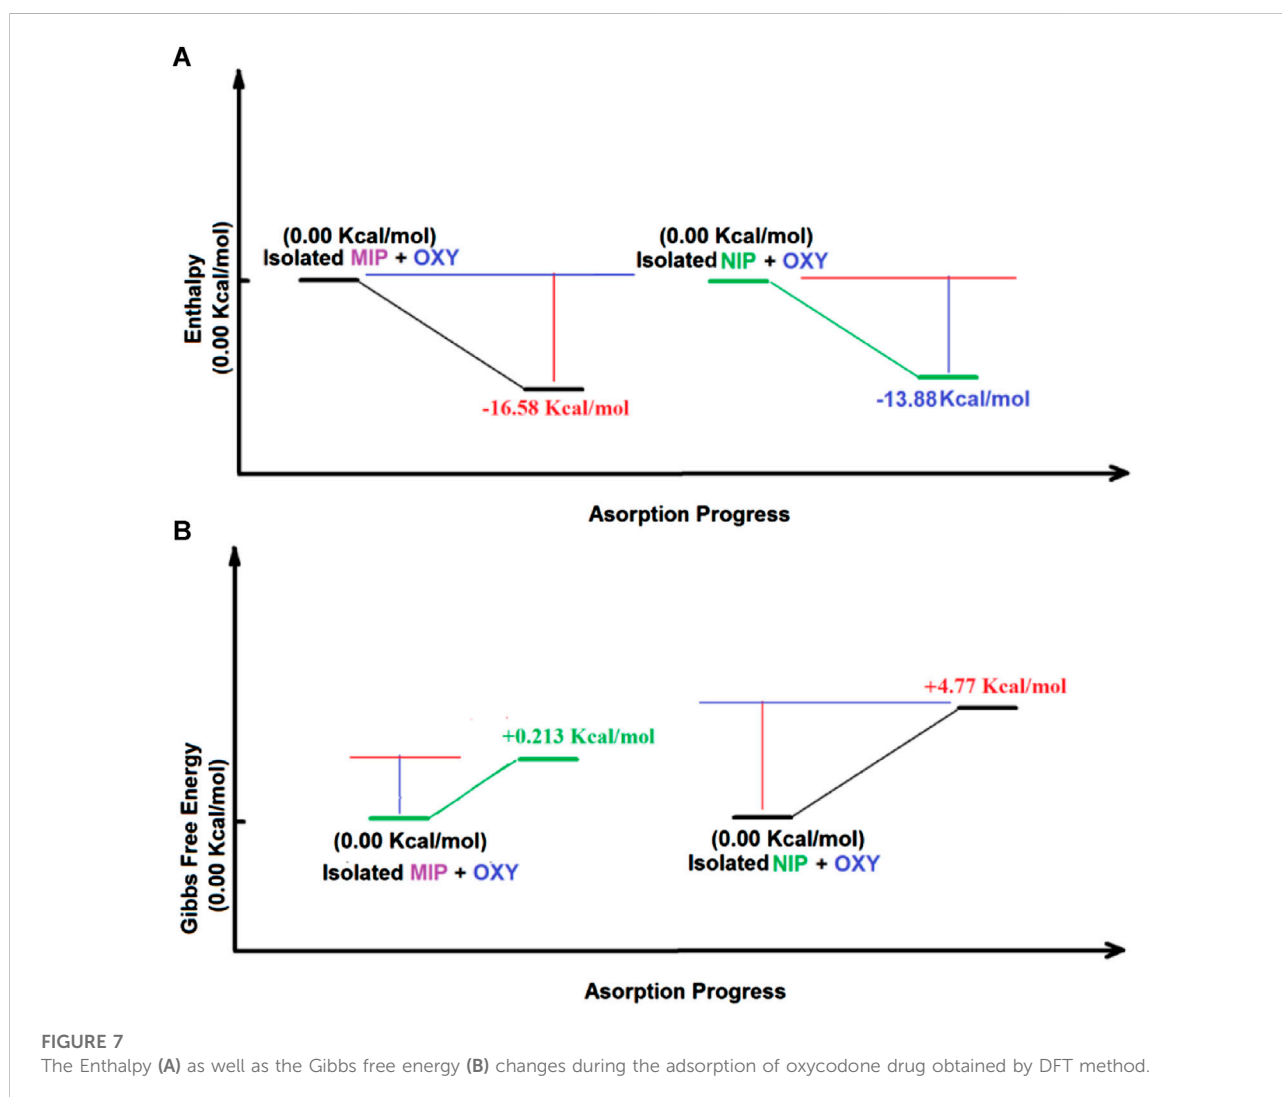 A
Enthalpy
(0.00 Kcal/mol)
(0.00 Kcal/mol)
Isolated MIP + OXY
-16.58 Kcal/mol
(0.00 Kcal/mol)
Isolated NIP + OXY
-13.88 Kcal/mol
Asorption Progress
B
Gibbs Free Energy
(0.00 Kcal/mol)
+0.213 Kcal/mol
(0.00 Kcal/mol)
Isolated MIP + OXY
+4.77 Kcal/mol
(0.00 Kcal/mol)
Isolated NIP + OXY
Asorption Progress
FIGURE 7
The Enthalpy (A) as well as the Gibbs free energy (B) changes during the adsorption of oxycodone drug obtained by DFT method.